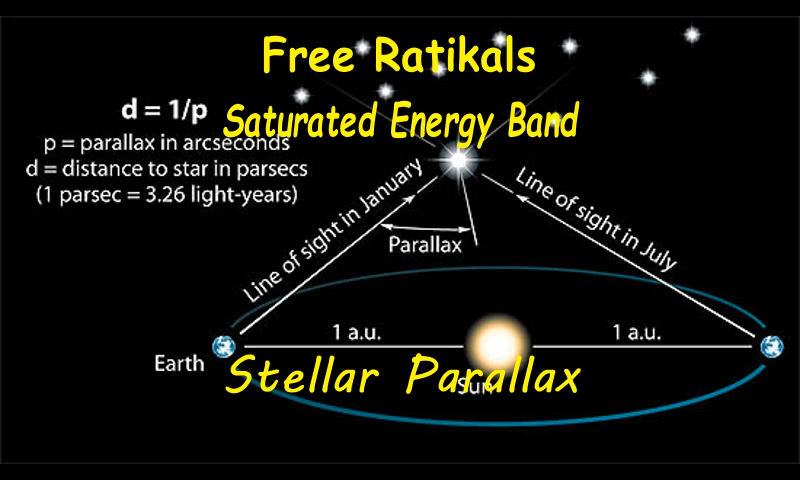 Free Ratikals
d = 1/p
Saturated Energy Band
p = parallax in arcseconds
d = distance to star in parsecs
(1 parsec = 3.26 light-years)
Line of sight in January
Line of sight in July
Parallax
1 a.u.
1 a.u.
Earth
Stellar Parallax
Sun